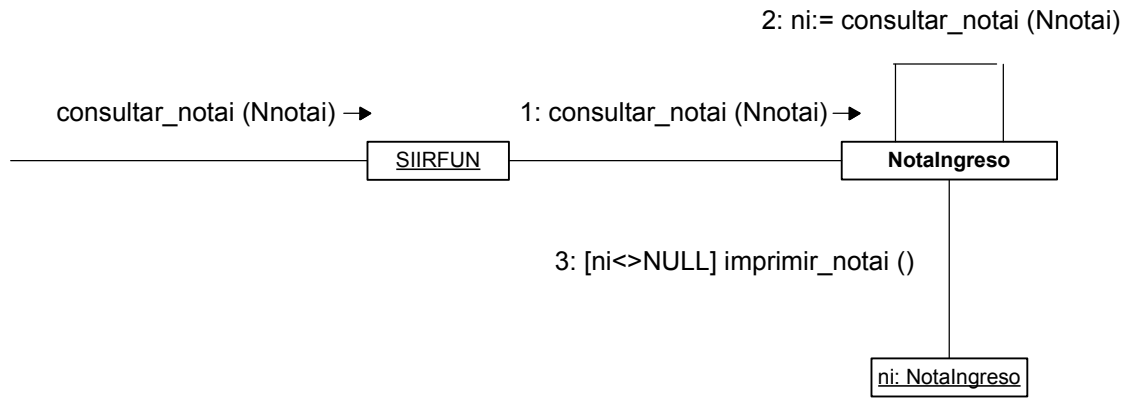 2: ni:= consultar_notai (Nnotai)
consultar_notai (Nnotai)
1: consultar_notai (Nnotai)
SIIRFUN
NotaIngreso
3: [ni<>NULL] imprimir_notai ()
ni: NotaIngreso